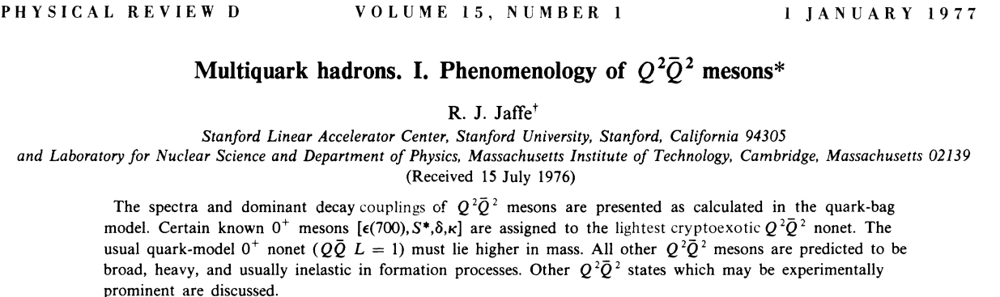 PHYSICAL REVIEW D VOLUME 15, NUMBER 1 1 JANUARY 1977
Multiquark hadrons. I. Phenomenology of Q²Q̄² mesons*
R. J. Jaffe†
Stanford Linear Accelerator Center, Stanford University, Stanford, California 94305
and Laboratory for Nuclear Science and Department of Physics, Massachusetts Institute of Technology, Cambridge, Massachusetts 02139
(Received 15 July 1976)
The spectra and dominant decay couplings of Q²Q̄² mesons are presented as calculated in the quark-bag
model. Certain known 0⁺ mesons [ϵ(700), S*, δ, κ] are assigned to the lightest cryptoexotic Q²Q̄² nonet. The
usual quark-model 0⁺ nonet (QQ̄ L = 1) must lie higher in mass. All other Q²Q̄² mesons are predicted to be
broad, heavy, and usually inelastic in formation processes. Other Q²Q̄² states which may be experimentally
prominent are discussed.